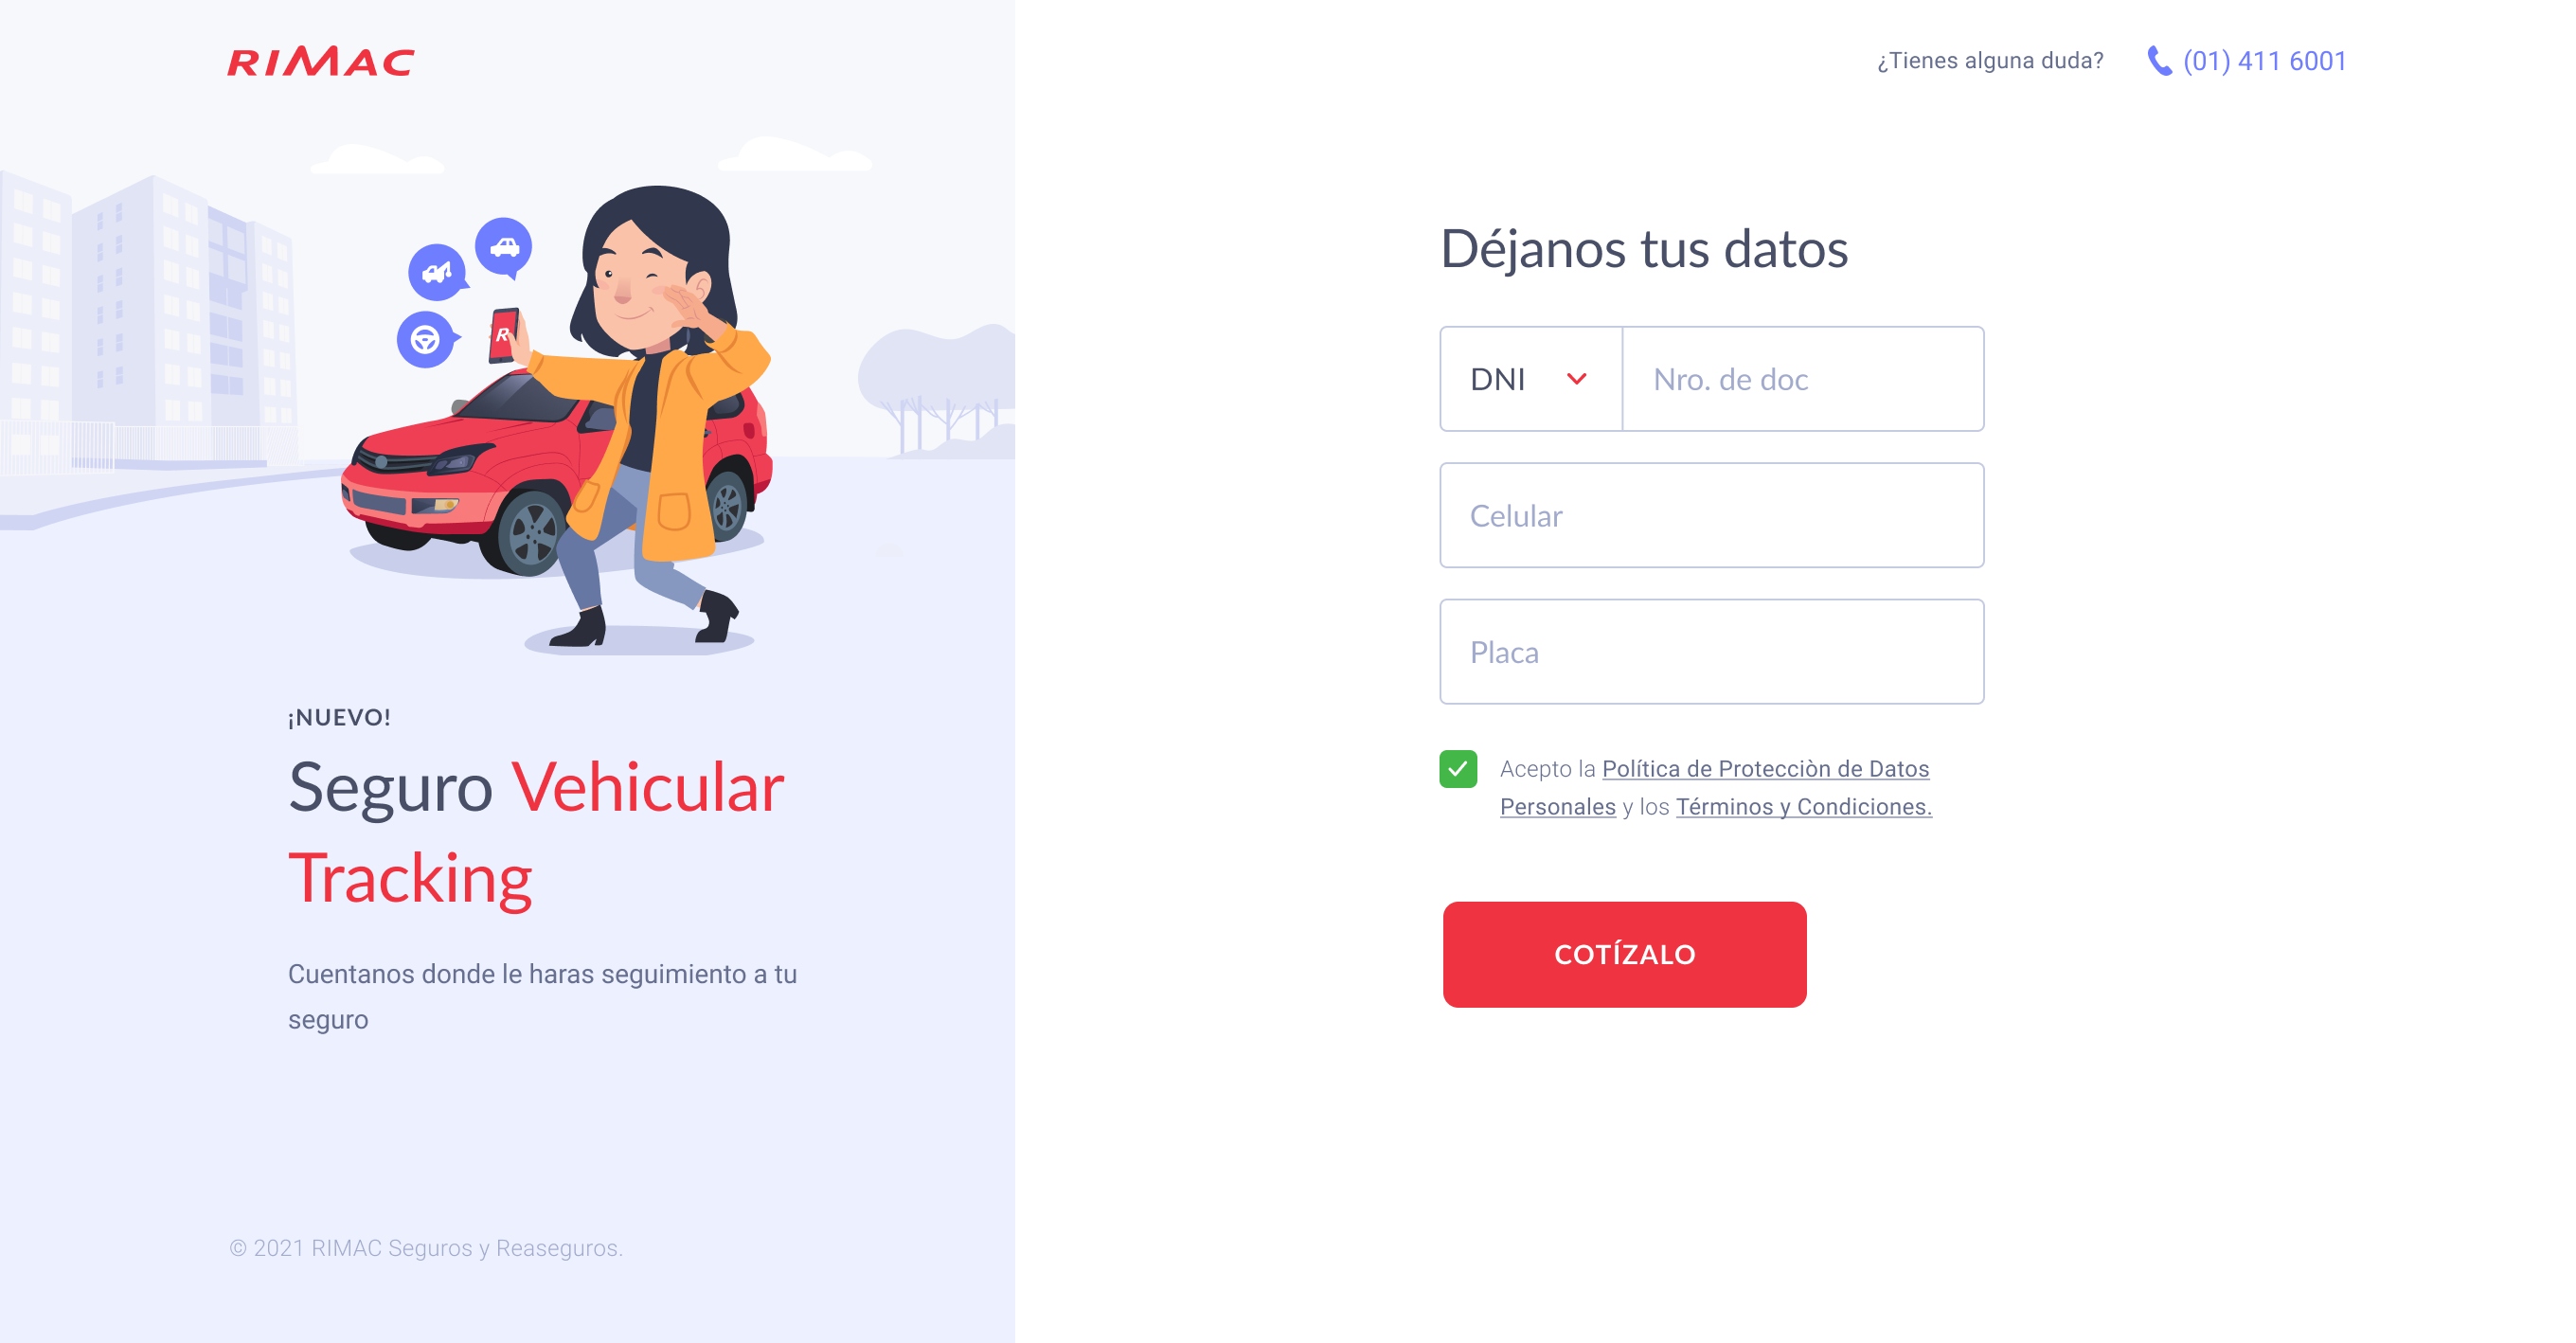 RIMAC
¿Tienes alguna duda?
(01) 411 6001
R
¡NUEVO!
Seguro Vehicular
Tracking
Cuentanos donde le haras seguimiento a tu
seguro
© 2021 RIMAC Seguros y Reaseguros.
Déjanos tus datos
DNI
Nro. de doc
Celular
Placa
Acepto la Política de Protecciòn de Datos
Personales y los Términos y Condiciones.
COTÍZALO